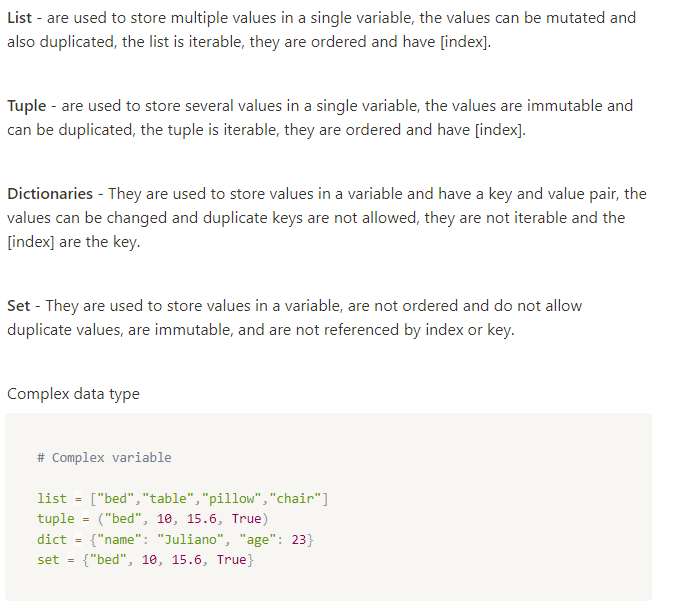 List - are used to store multiple values in a single variable, the values can be mutated and
also duplicated, the list is iterable, they are ordered and have [index].
Tuple - are used to store several values in a single variable, the values are immutable and
can be duplicated, the tuple is iterable, they are ordered and have [index].
Dictionaries - They are used to store values in a variable and have a key and value pair, the
values can be changed and duplicate keys are not allowed, they are not iterable and the
[index] are the key.
Set - They are used to store values in a variable, are not ordered and do not allow
duplicate values, are immutable, and are not referenced by index or key.
Complex data type
# Complex variable
list = ["bed","table","pillow","chair"]
tuple = ("bed", 10, 15.6, True)
dict = {"name": "Juliano", "age": 23}
set = {"bed", 10, 15.6, True}